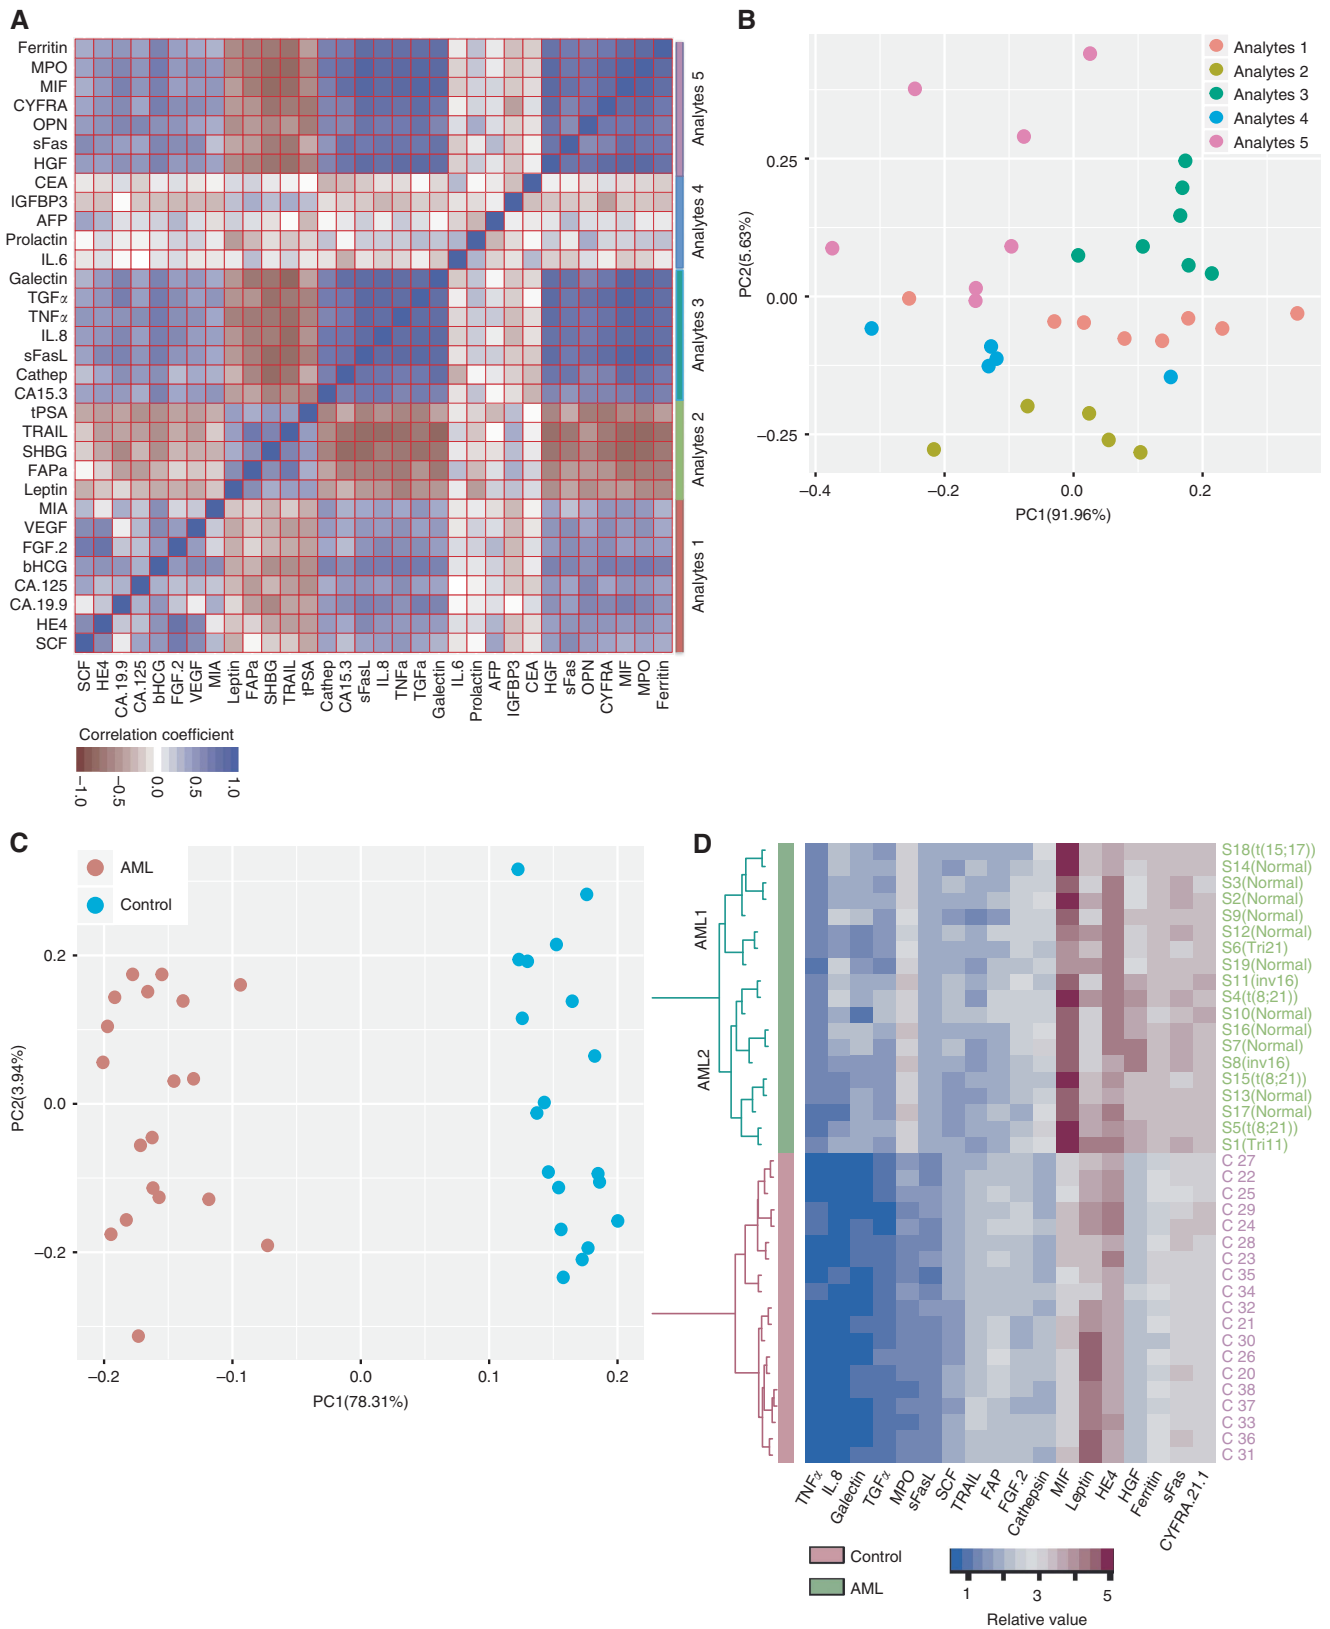 A
Ferritin
MPO
MIF
CYFRA
OPN
sFas
HGF
CEA
IGFBP3
AFP
Prolactin
IL.6
Galectin
TGFα
TNFα
IL.8
sFasL
Cathep
CA15.3
tPSA
TRAIL
SHBG
FAPa
Leptin
MIA
VEGF
FGF.2
bHCG
CA.125
CA.19.9
HE4
SCF
Analytes 5
Analytes 4
Analytes 3
Analytes 2
Analytes 1
SCF
HE4
CA.19.9
CA.125
bHCG
FGF.2
VEGF
MIA
Leptin
FAPa
SHBG
TRAIL
tPSA
Cathep
CA15.3
sFasL
IL.8
TNFa
TGFa
Galectin
IL.6
Prolactin
AFP
IGFBP3
CEA
HGF
sFas
OPN
CYFRA
MIF
MPO
Ferritin
Correlation coefficient
−1.0
−0.5
0.0
0.5
1.0
B
Analytes 1
Analytes 2
Analytes 3
Analytes 4
Analytes 5
0.25
0.00
−0.25
PC2(5.63%)
−0.4
−0.2
0.0
0.2
PC1(91.96%)
C
AML
Control
0.2
0.0
−0.2
PC2(3.94%)
−0.2
−0.1
0.0
0.1
0.2
PC1(78.31%)
D
AML1
AML2
S18(t(15;17))
S14(Normal)
S3(Normal)
S2(Normal)
S9(Normal)
S12(Normal)
S6(Tri21)
S19(Normal)
S11(inv16)
S4(t(8;21))
S10(Normal)
S16(Normal)
S7(Normal)
S8(inv16)
S15(t(8;21))
S13(Normal)
S17(Normal)
S5(t(8;21))
S1(Tri11)
C 27
C 22
C 25
C 29
C 24
C 28
C 23
C 35
C 34
C 32
C 21
C 30
C 26
C 20
C 38
C 37
C 33
C 36
C 31
TNFα
IL.8
Galectin
TGFα
MPO
sFasL
SCF
TRAIL
FAP
FGF.2
Cathepsin
MIF
Leptin
HE4
HGF
Ferritin
sFas
CYFRA.21.1
Control
AML
1
3
5
Relative value